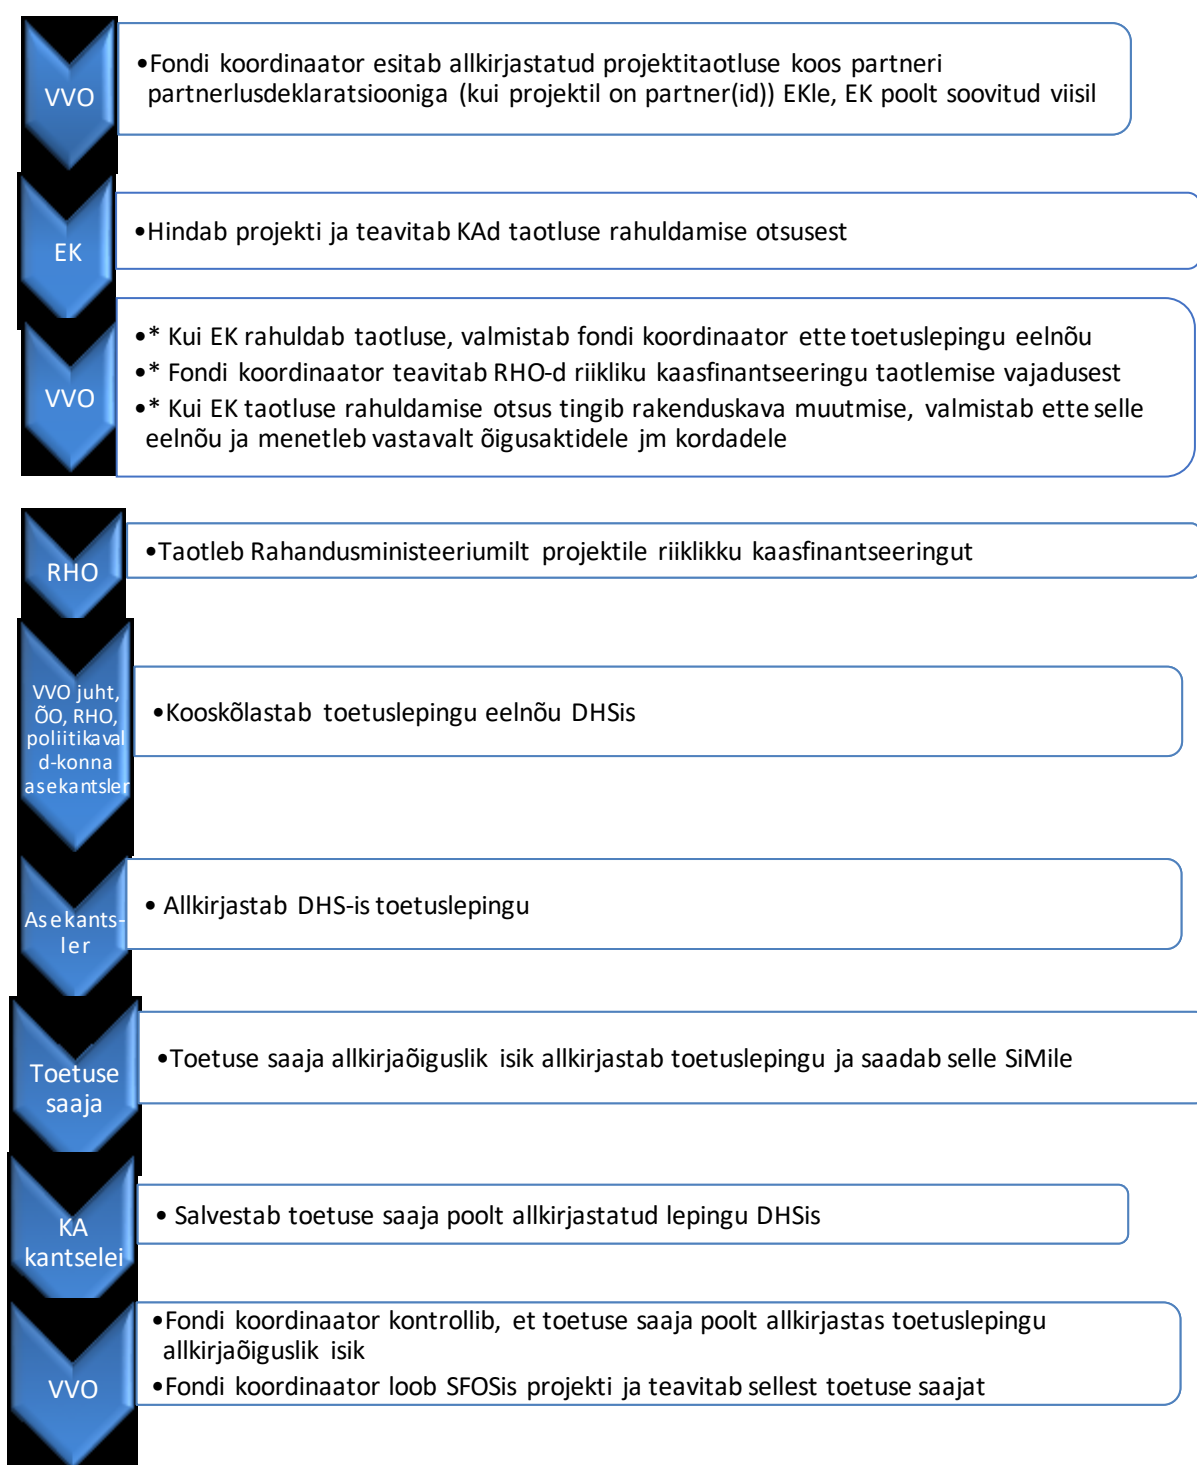 VVO
•Fondi koordinaator esitab allkirjastatud projektitaotluse koos partneri
partnerlusdeklaratsiooniga (kui projektil on partner(id)) EKle, EK poolt soovitud viisil
EK
•Hindab projekti ja teavitab KAd taotluse rahuldamise otsusest
VVO
•* Kui EK rahuldab taotluse, valmistab fondi koordinaator ette toetuslepingu eelnõu
•* Fondi koordinaator teavitab RHO-d riikliku kaasfinantseeringu taotlemise vajadusest
•* Kui EK taotluse rahuldamise otsus tingib rakenduskava muutmise, valmistab ette selle
eelnõu ja menetleb vastavalt õigusaktidele jm kordadele
RHO
•Taotleb Rahandusministeeriumilt projektile riiklikku kaasfinantseeringut
VVO juht,
ÕO, RHO,
poliitikaval
d-konna
asekantsler
•Kooskõlastab toetuslepingu eelnõu DHSis
Asekants-
ler
• Allkirjastab DHS-is toetuslepingu
Toetuse
saaja
•Toetuse saaja allkirjaõiguslik isik allkirjastab toetuslepingu ja saadab selle SiMile
KA
kantselei
• Salvestab toetuse saaja poolt allkirjastatud lepingu DHSis
VVO
•Fondi koordinaator kontrollib, et toetuse saaja poolt allkirjastas toetuslepingu
allkirjaõiguslik isik
•Fondi koordinaator loob SFOSis projekti ja teavitab sellest toetuse saajat